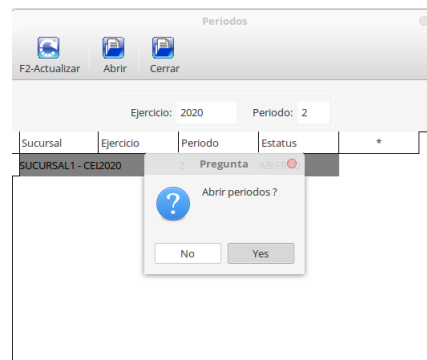 Periodos
F2-Actualizar Abrir Cerrar
Ejercicio: 2020 Periodo: 2
Sucursal Ejercicio Periodo Estatus *
SUCURSAL1 - CEI2020 2
Pregunta
Abrir periodos ?
No Yes